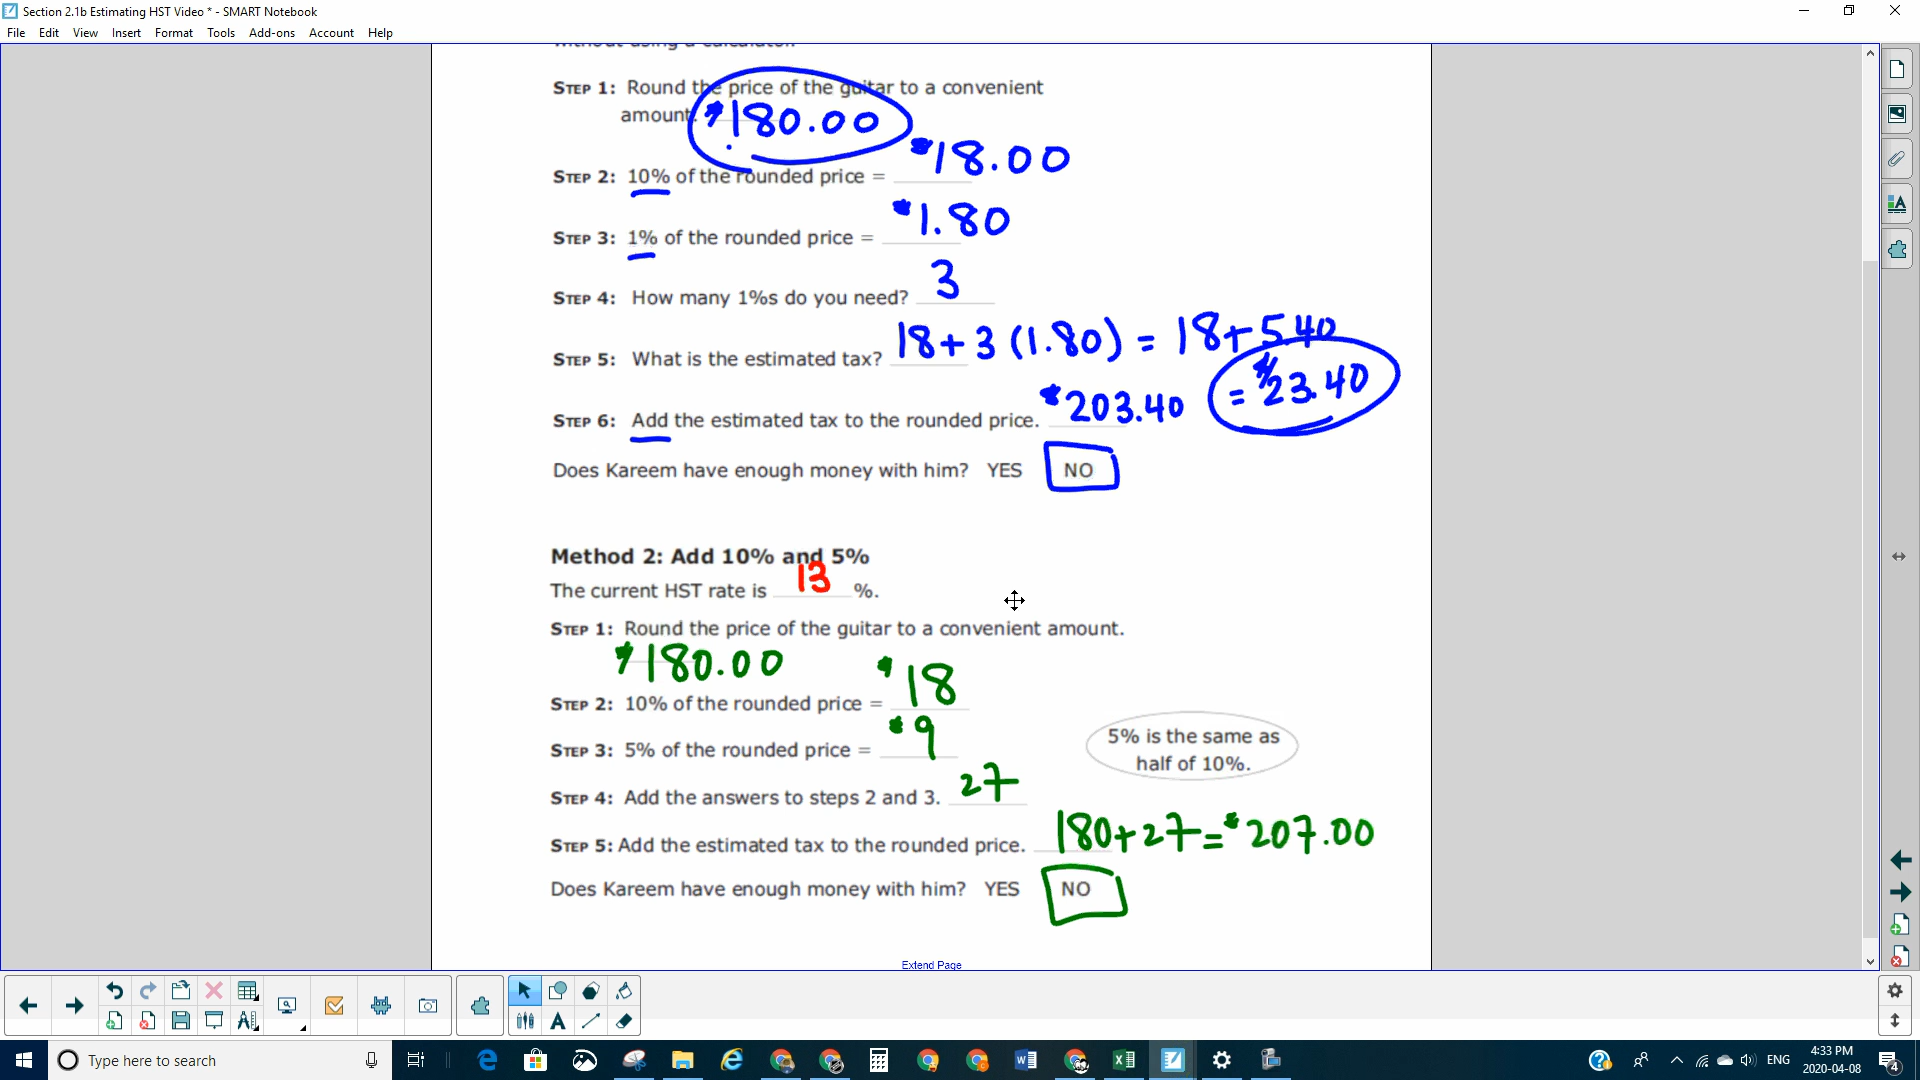 Section 2.1b Estimating HST Video * - SMART Notebook
File Edit View Insert Format Tools Add-ons Account Help
without using a calculator.
STEP 1: Round the price of the guitar to a convenient
amount. $180.00
STEP 2: 10% of the rounded price = $18.00
STEP 3: 1% of the rounded price = $1.80
STEP 4: How many 1%s do you need? 3
STEP 5: What is the estimated tax? 18 + 3 (1.80) = 18 + 5.40
= $23.40
STEP 6: Add the estimated tax to the rounded price. $203.40
Does Kareem have enough money with him? YES NO
Method 2: Add 10% and 5%
The current HST rate is 13 %.
STEP 1: Round the price of the guitar to a convenient amount.
$180.00
STEP 2: 10% of the rounded price = $18
STEP 3: 5% of the rounded price = $9
5% is the same as
half of 10%.
STEP 4: Add the answers to steps 2 and 3. 27
STEP 5: Add the estimated tax to the rounded price. 180+27=$207.00
Does Kareem have enough money with him? YES NO
Extend Page
Type here to search
ENG
4:33 PM
2020-04-08
4